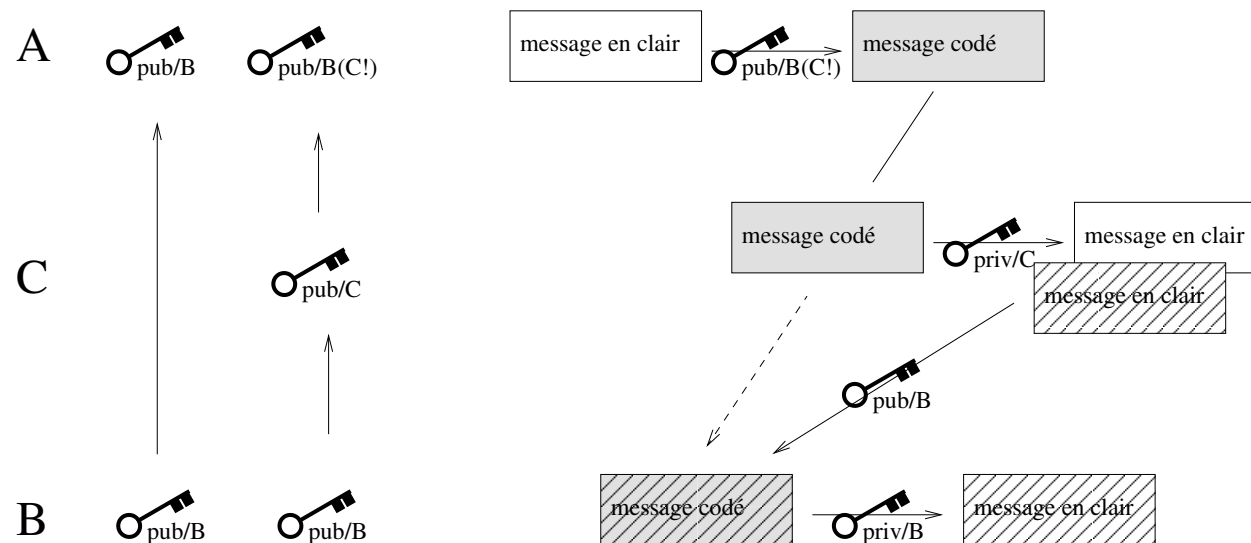 A
pub/B
pub/B(C!)
message en clair
pub/B(C!)
message codé
C
pub/C
message codé
priv/C
message en clair
message en clair
pub/B
B
pub/B
pub/B
message codé
priv/B
message en clair